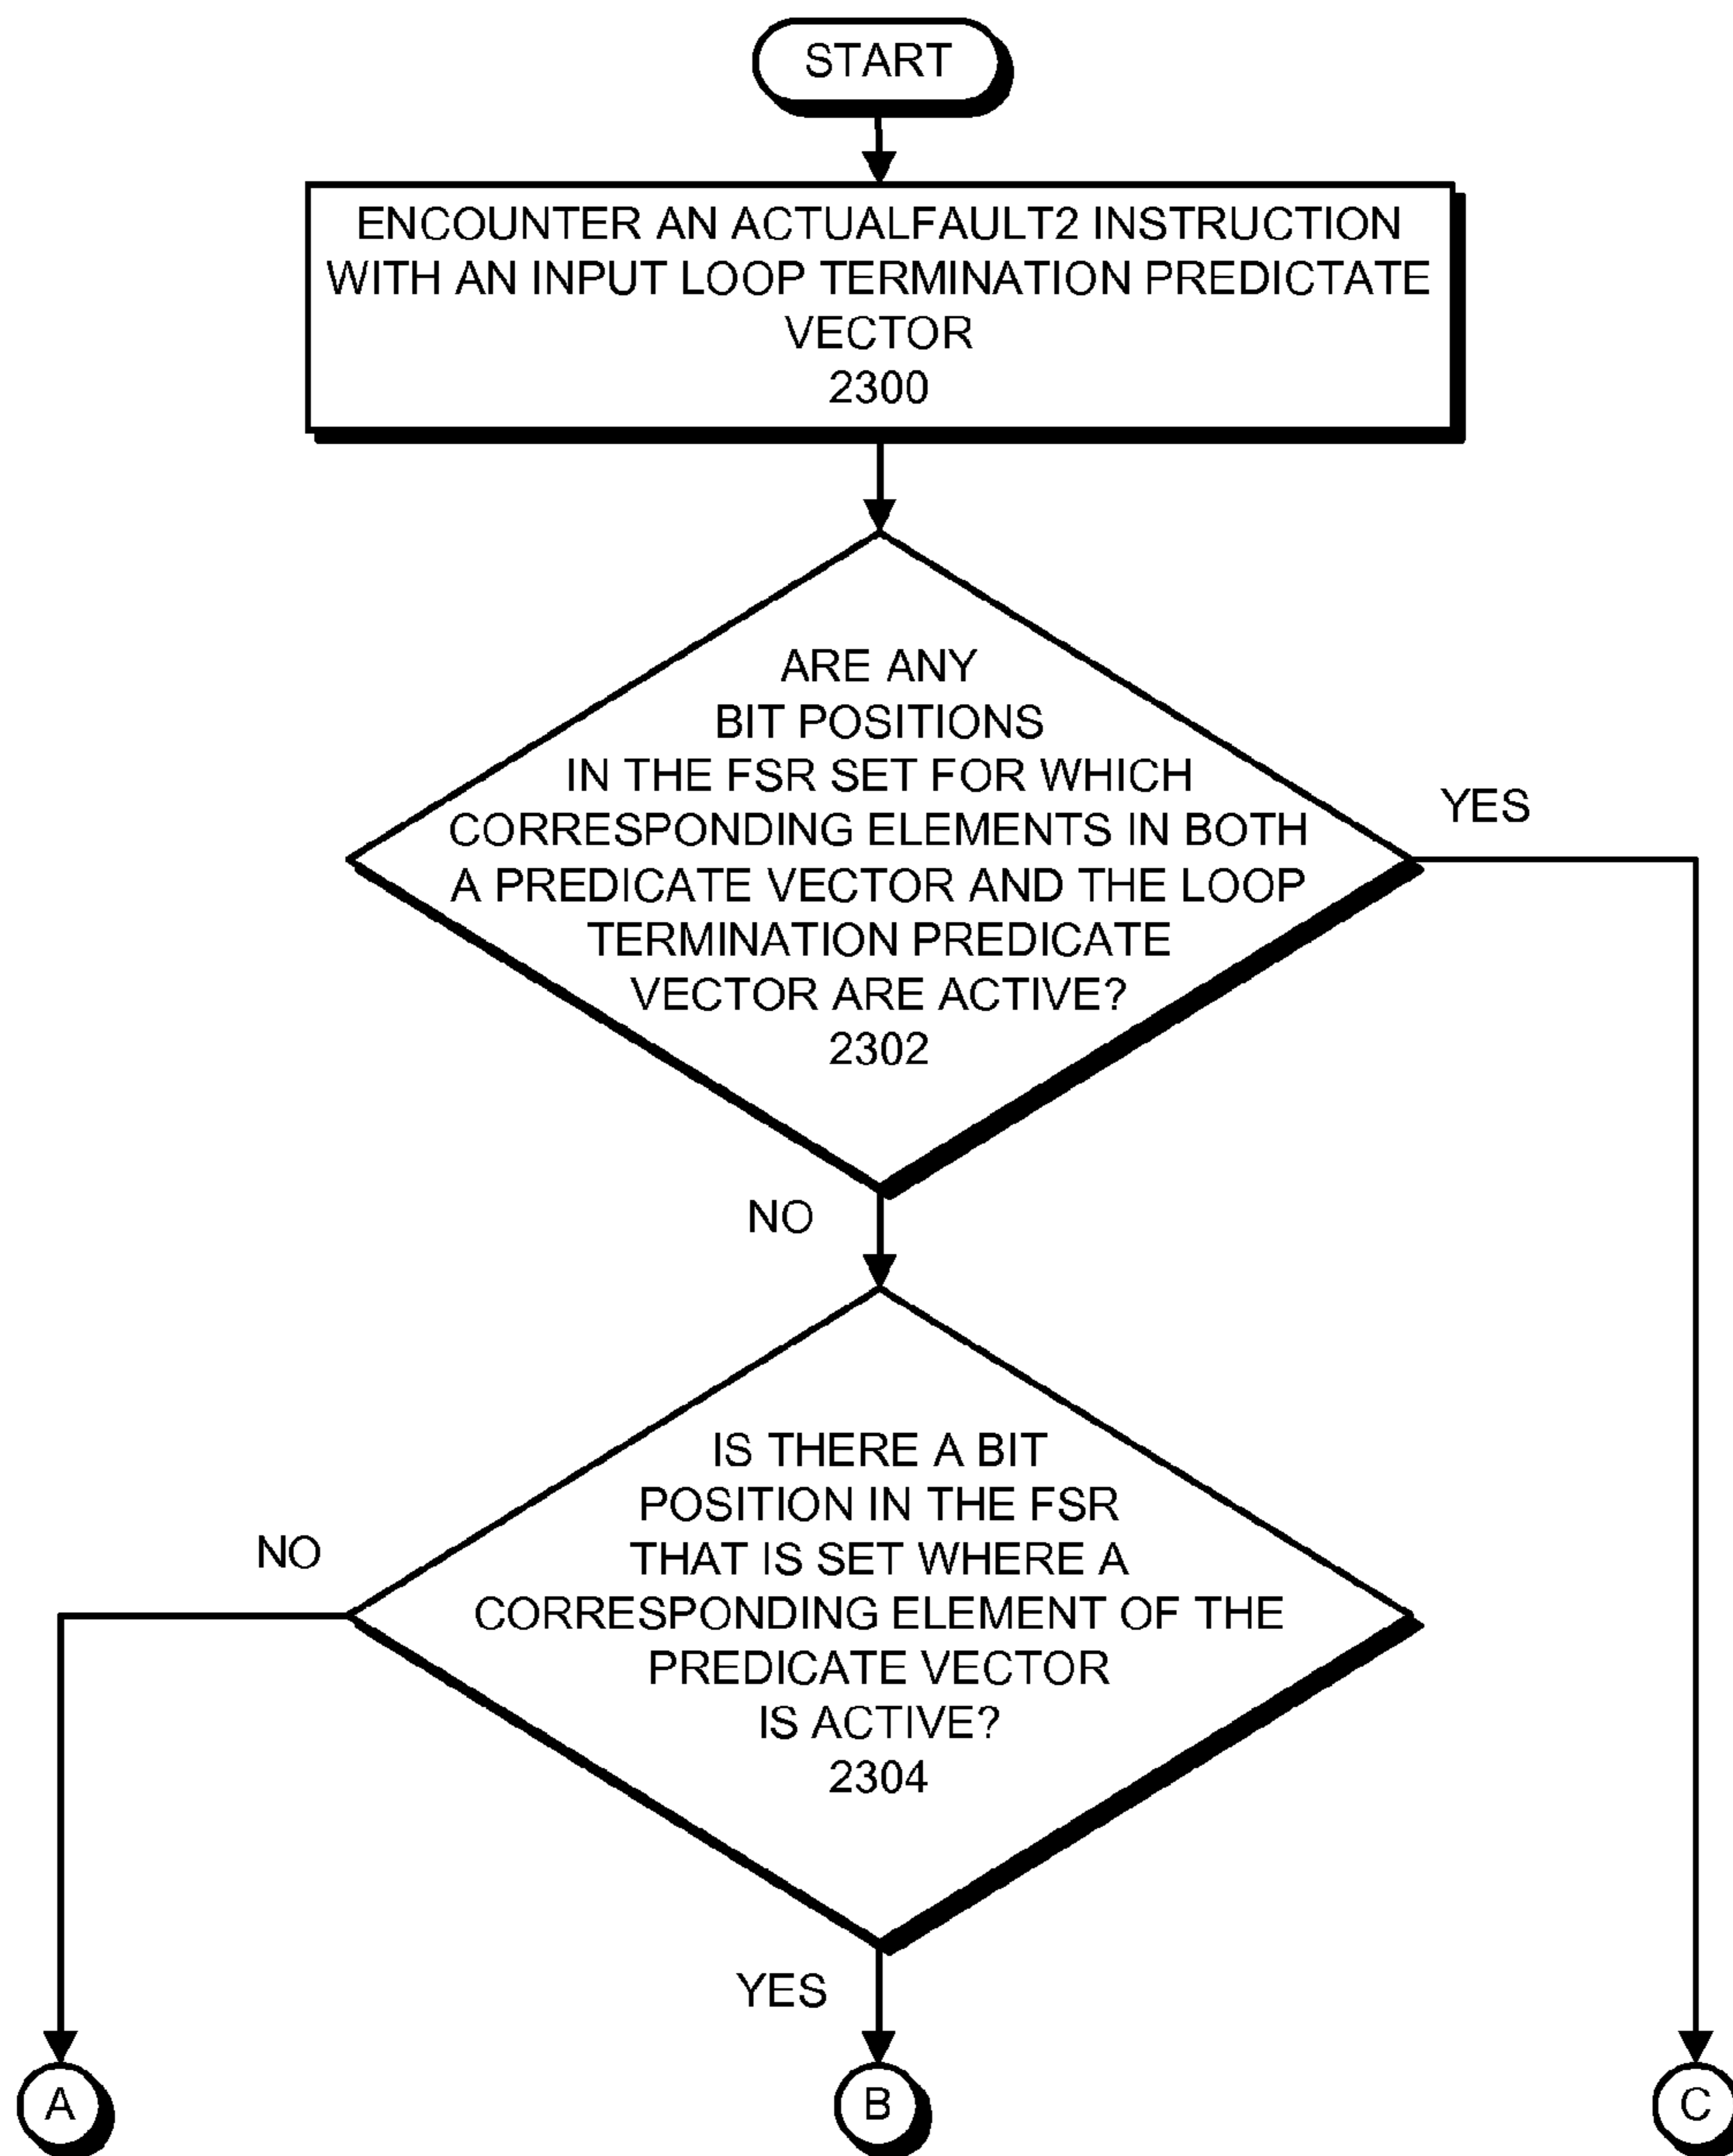 START
ENCOUNTER AN ACTUALFAULT2 INSTRUCTION
WITH AN INPUT LOOP TERMINATION PREDICTATE
VECTOR
2300
ARE ANY
BIT POSITIONS
IN THE FSR SET FOR WHICH
CORRESPONDING ELEMENTS IN BOTH
A PREDICATE VECTOR AND THE LOOP
TERMINATION PREDICATE
VECTOR ARE ACTIVE?
2302
YES
NO
IS THERE A BIT
POSITION IN THE FSR
THAT IS SET WHERE A
CORRESPONDING ELEMENT OF THE
PREDICATE VECTOR
IS ACTIVE?
2304
NO
YES
A
B
C